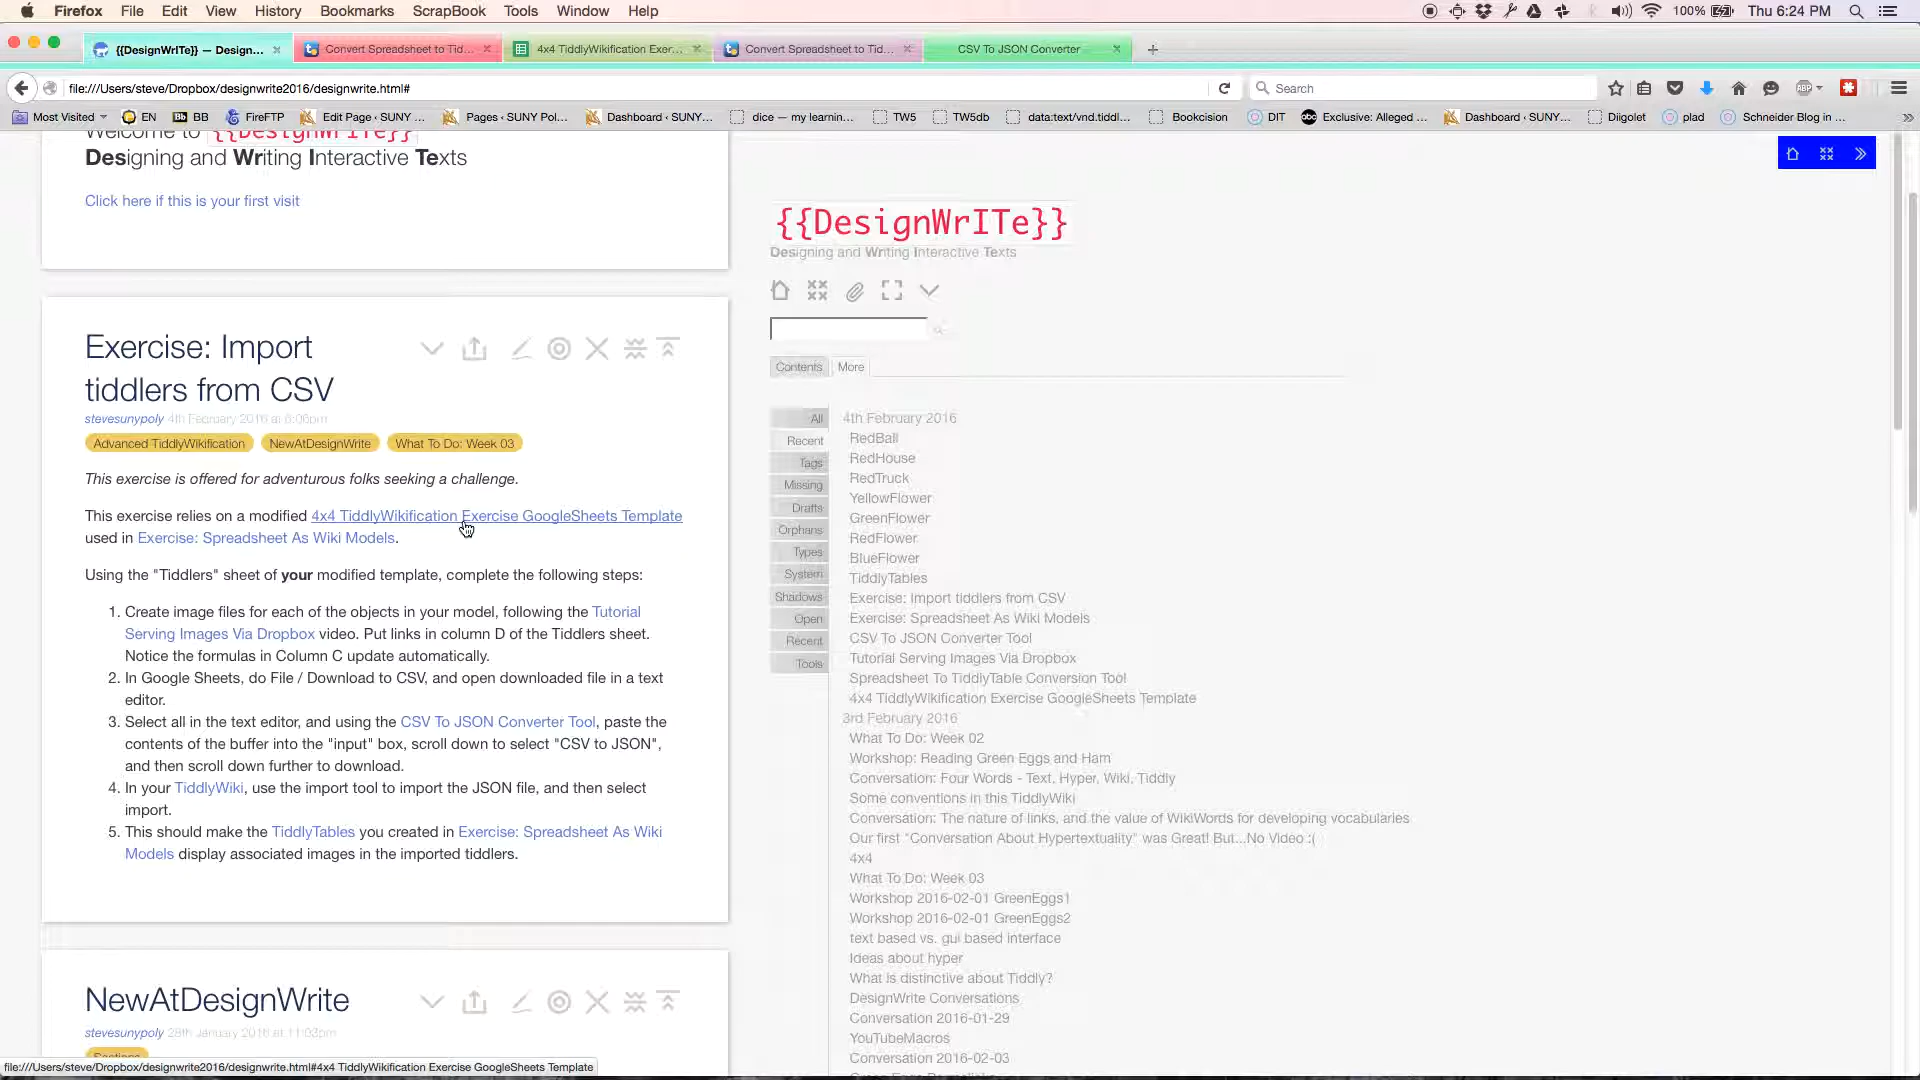 Firefox File Edit View History Bookmarks ScrapBook Tools Window Help 100% Thu 6:24 PM
{{DesignWrITe}} — Design... Convert Spreadsheet to Tid... 4x4 TiddlyWikification Exer... Convert Spreadsheet to Tid... CSV To JSON Converter
file:///Users/steve/Dropbox/designwrite2016/designwrite.html# Search
Most Visited EN BB FireFTP Edit Page ‹ SUNY ... Pages ‹ SUNY Pol... Dashboard ‹ SUNY... dice — my learnin... TW5 TW5db data:text/vnd.tiddl... Bookcision DIT Exclusive: Alleged ... Dashboard ‹ SUNY... Diigolet plad Schneider Blog in ...
Welcome to {{DesignWrITe}}
Designing and Writing Interactive Texts
Click here if this is your first visit
Exercise: Import
tiddlers from CSV
stevesunypoly 4th February 2016 at 6:06pm
Advanced TiddlyWikification NewAtDesignWrite What To Do: Week 03
This exercise is offered for adventurous folks seeking a challenge.
This exercise relies on a modified 4x4 TiddlyWikification Exercise GoogleSheets Template
used in Exercise: Spreadsheet As Wiki Models.
Using the "Tiddlers" sheet of your modified template, complete the following steps:
1. Create image files for each of the objects in your model, following the Tutorial
Serving Images Via Dropbox video. Put links in column D of the Tiddlers sheet.
Notice the formulas in Column C update automatically.
2. In Google Sheets, do File / Download to CSV, and open downloaded file in a text
editor.
3. Select all in the text editor, and using the CSV To JSON Converter Tool, paste the
contents of the buffer into the "input" box, scroll down to select "CSV to JSON",
and then scroll down further to download.
4. In your TiddlyWiki, use the import tool to import the JSON file, and then select
import.
5. This should make the TiddlyTables you created in Exercise: Spreadsheet As Wiki
Models display associated images in the imported tiddlers.
NewAtDesignWrite
stevesunypoly 28th January 2016 at 11:03pm
Sections
file:///Users/steve/Dropbox/designwrite2016/designwrite.html#4x4 TiddlyWikification Exercise GoogleSheets Template
{{DesignWrITe}}
Designing and Writing Interactive Texts
Contents More
All
Recent
Tags
Missing
Drafts
Orphans
Types
System
Shadows
Open
Recent
Tools
4th February 2016
RedBall
RedHouse
RedTruck
YellowFlower
GreenFlower
RedFlower
BlueFlower
TiddlyTables
Exercise: Import tiddlers from CSV
Exercise: Spreadsheet As Wiki Models
CSV To JSON Converter Tool
Tutorial Serving Images Via Dropbox
Spreadsheet To TiddlyTable Conversion Tool
4x4 TiddlyWikification Exercise GoogleSheets Template
3rd February 2016
What To Do: Week 02
Workshop: Reading Green Eggs and Ham
Conversation: Four Words - Text, Hyper, Wiki, Tiddly
Some conventions in this TiddlyWiki
Conversation: The nature of links, and the value of WikiWords for developing vocabularies
Our first "Conversation About Hypertextuality" was Great! But...No Video :(
4x4
What To Do: Week 03
Workshop 2016-02-01 GreenEggs1
Workshop 2016-02-01 GreenEggs2
text based vs. gui based interface
Ideas about hyper
What is distinctive about Tiddly?
DesignWrite Conversations
Conversation 2016-01-29
YouTubeMacros
Conversation 2016-02-03